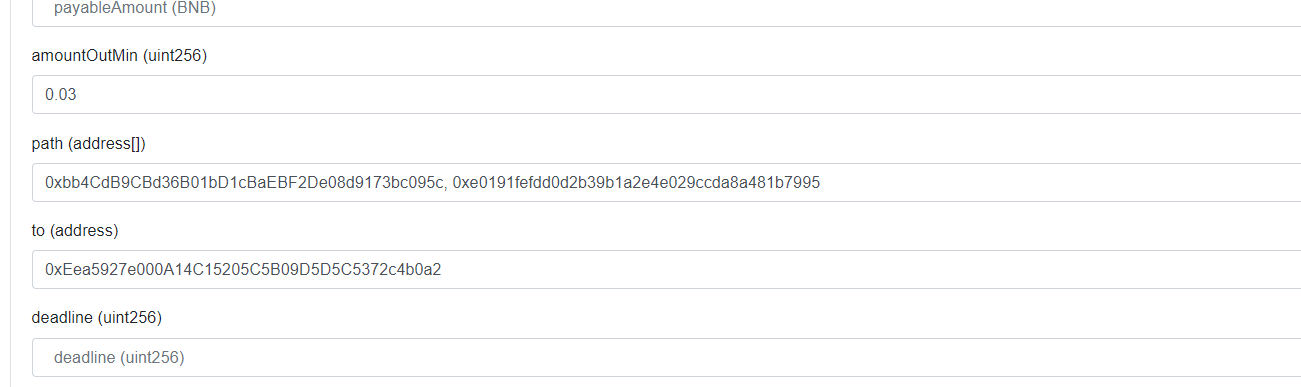 payableAmount (BNB)
amountOutMin (uint256)
0.03
path (address[])
0xbb4CdB9CBd36B01bD1cBaEBF2De08d9173bc095c, 0xe0191fefdd0d2b39b1a2e4e029ccda8a481b7995
to (address)
0xEea5927e000A14C15205C5B09D5D5C5372c4b0a2
deadline (uint256)
deadline (uint256)